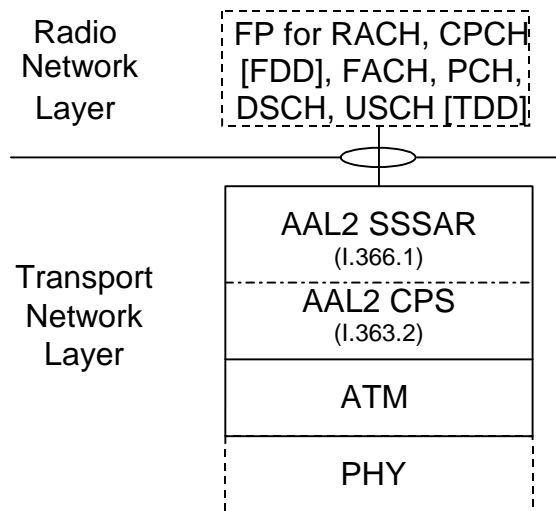 Radio
Network
Layer
FP for RACH, CPCH
[FDD], FACH, PCH,
DSCH, USCH [TDD]
Transport
Network
Layer
AAL2 SSSAR
(I.366.1)
AAL2 CPS
(I.363.2)
ATM
PHY